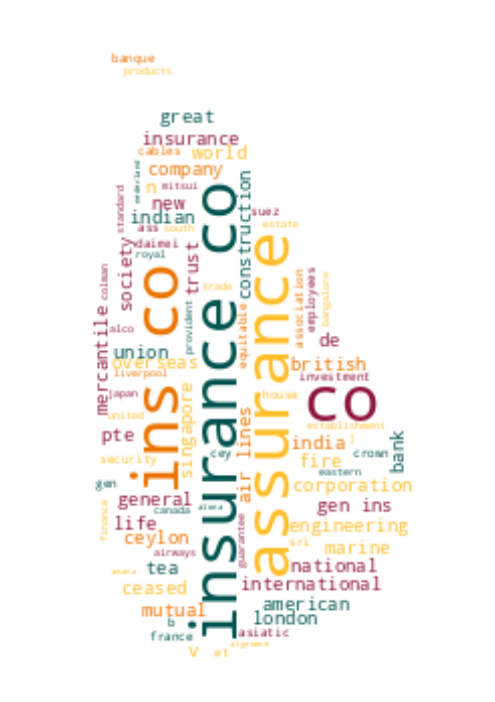 banque
products
great
insurance
cables
world
company
n
mitsui
nederland
standard
new
indian
suez
ass
south
estate
daimei
royal
construction
society
trust
colman
ins co
insurance co
assurance
trade
association
employees
bangalore
provident
equitable
mercantile
alco
de
union
overseas
british
liverpool
investment
japan
singapore
house
co
united
establishment
pte
air lines
india
j
bank
cey
crown
security
fire
eastern
gen
corporation
general
canada
gen ins
finance
life
engineering
guarantee
ceylon
sri
marine
airways
tea
national
international
ceased
american
mutual
london
b
france
asiatic
v
et